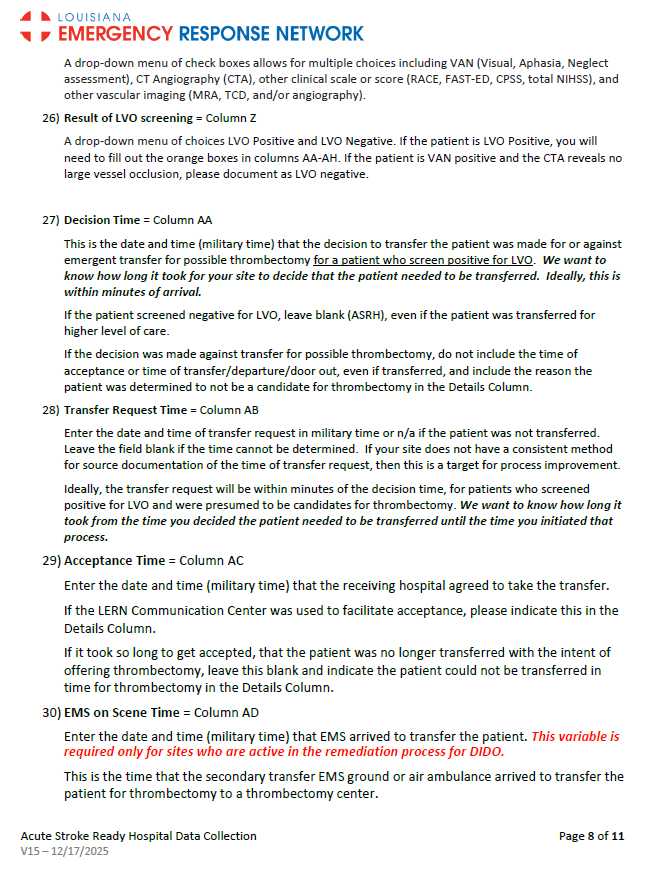 LOUISIANA
EMERGENCY RESPONSE NETWORK
A drop-down menu of check boxes allows for multiple choices including VAN (Visual, Aphasia, Neglect
assessment), CT Angiography (CTA), other clinical scale or score (RACE, FAST-ED, CPSS, total NIHSS), and
other vascular imaging (MRA, TCD, and/or angiography).
26) Result of LVO screening = Column Z
A drop-down menu of choices LVO Positive and LVO Negative. If the patient is LVO Positive, you will
need to fill out the orange boxes in columns AA-AH. If the patient is VAN positive and the CTA reveals no
large vessel occlusion, please document as LVO negative.
27) Decision Time = Column AA
This is the date and time (military time) that the decision to transfer the patient was made for or against
emergent transfer for possible thrombectomy for a patient who screen positive for LVO. We want to
know how long it took for your site to decide that the patient needed to be transferred. Ideally, this is
within minutes of arrival.
If the patient screened negative for LVO, leave blank (ASRH), even if the patient was transferred for
higher level of care.
If the decision was made against transfer for possible thrombectomy, do not include the time of
acceptance or time of transfer/departure/door out, even if transferred, and include the reason the
patient was determined to not be a candidate for thrombectomy in the Details Column.
28) Transfer Request Time = Column AB
Enter the date and time of transfer request in military time or n/a if the patient was not transferred.
Leave the field blank if the time cannot be determined. If your site does not have a consistent method
for source documentation of the time of transfer request, then this is a target for process improvement.
Ideally, the transfer request will be within minutes of the decision time, for patients who screened
positive for LVO and were presumed to be candidates for thrombectomy. We want to know how long it
took from the time you decided the patient needed to be transferred until the time you initiated that
process.
29) Acceptance Time = Column AC
Enter the date and time (military time) that the receiving hospital agreed to take the transfer.
If the LERN Communication Center was used to facilitate acceptance, please indicate this in the
Details Column.
If it took so long to get accepted, that the patient was no longer transferred with the intent of
offering thrombectomy, leave this blank and indicate the patient could not be transferred in
time for thrombectomy in the Details Column.
30) EMS on Scene Time = Column AD
Enter the date and time (military time) that EMS arrived to transfer the patient. This variable is
required only for sites who are active in the remediation process for DIDO.
This is the time that the secondary transfer EMS ground or air ambulance arrived to transfer the
patient for thrombectomy to a thrombectomy center.
Acute Stroke Ready Hospital Data Collection Page 8 of 11
V15 – 12/17/2025